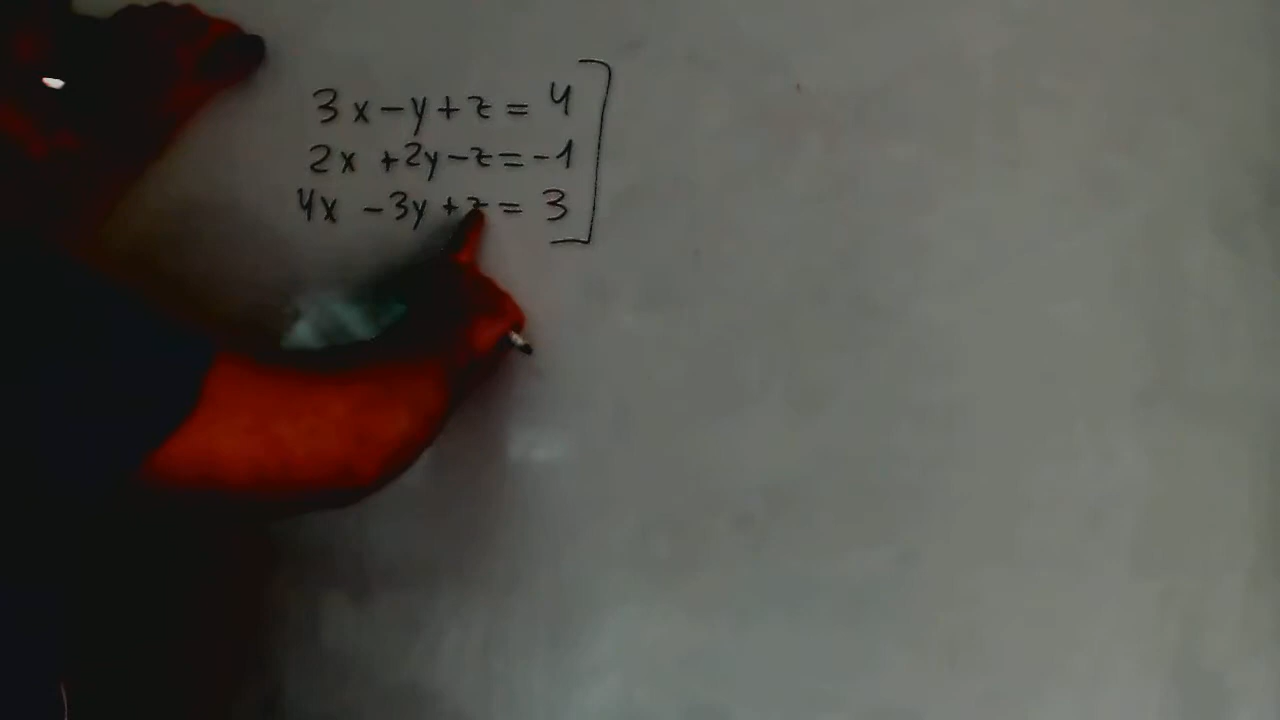 3x - y + z = 4
2x + 2y - z = -1
4x - 3y + z = 3